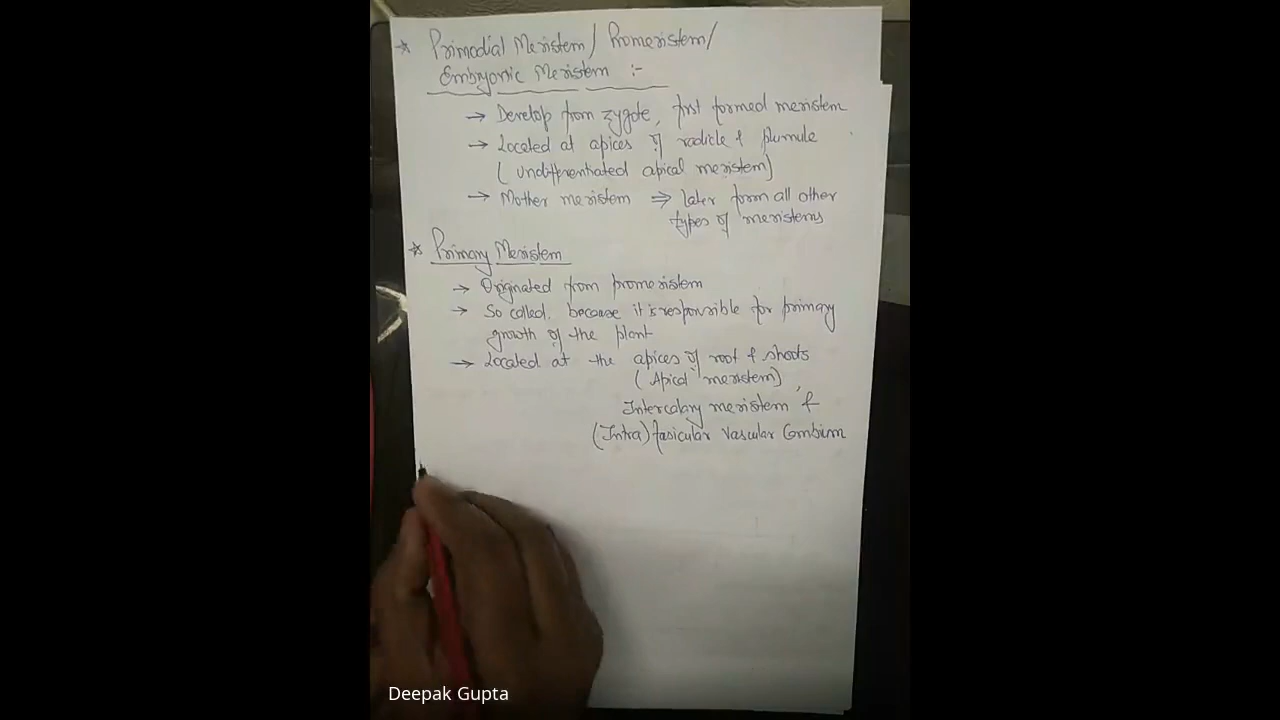 * Primodial Meristem / Promeristem /
Embryonic Meristem :-
→ Develop from zygote, first formed meristem
→ Located at apices of radicle & plumule
(undifferentiated apical meristem)
→ Mother meristem ⇒ Later form all other
types of meristems
* Primary Meristem
→ Originated from promeristem
→ So called, because it is responsible for primary
growth of the plant
→ Located at the apices of root & shoots
(Apical meristem),
Intercalary meristem &
(Intra) fasicular vascular Cambium
Deepak Gupta